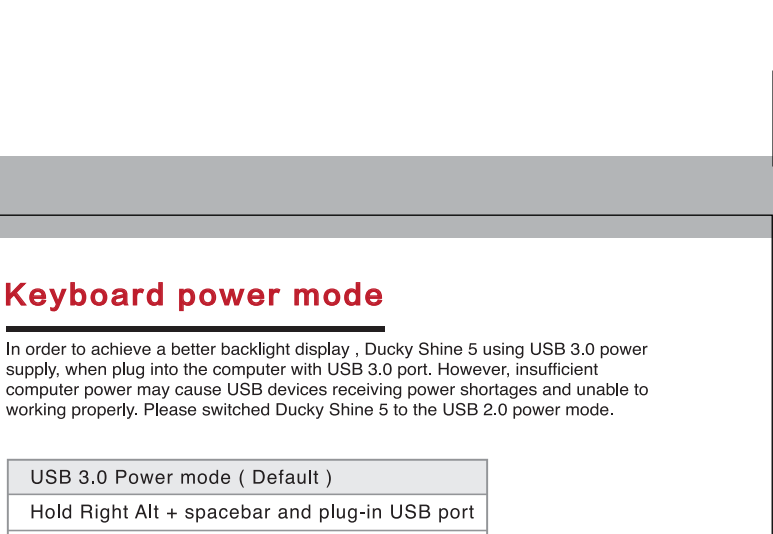 Keyboard power mode
In order to achieve a better backlight display , Ducky Shine 5 using USB 3.0 power
supply, when plug into the computer with USB 3.0 port. However, insufficient
computer power may cause USB devices receiving power shortages and unable to
working properly. Please switched Ducky Shine 5 to the USB 2.0 power mode.
USB 3.0 Power mode ( Default )
Hold Right Alt + spacebar and plug-in USB port